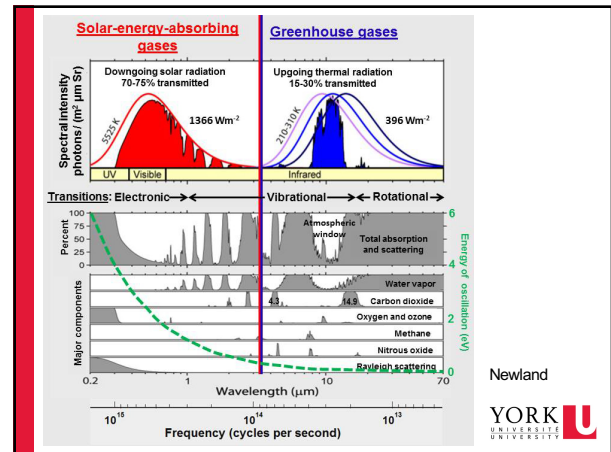 Solar-energy-absorbing
gases
Greenhouse gases
Spectral intensity
photons/ (m² µm Sr)
Downgoing solar radiation
70-75% transmitted
5525 K
1366 Wm⁻²
Upgoing thermal radiation
15-30% transmitted
210-310 K
396 Wm⁻²
UV
Visible
Infrared
Transitions: Electronic
Vibrational
Rotational
Percent
100
75
50
25
0
Atmospheric
window
Total absorption
and scattering
6
4
2
0
Energy of oscillation (eV)
Major components
Water vapor
4.3
14.9
Carbon dioxide
Oxygen and ozone
Methane
Nitrous oxide
Rayleigh scattering
0.2
1
10
70
Wavelength (µm)
10¹⁵
10¹⁴
10¹³
Frequency (cycles per second)
Newland
YORK U
UNIVERSITÉ
UNIVERSITY